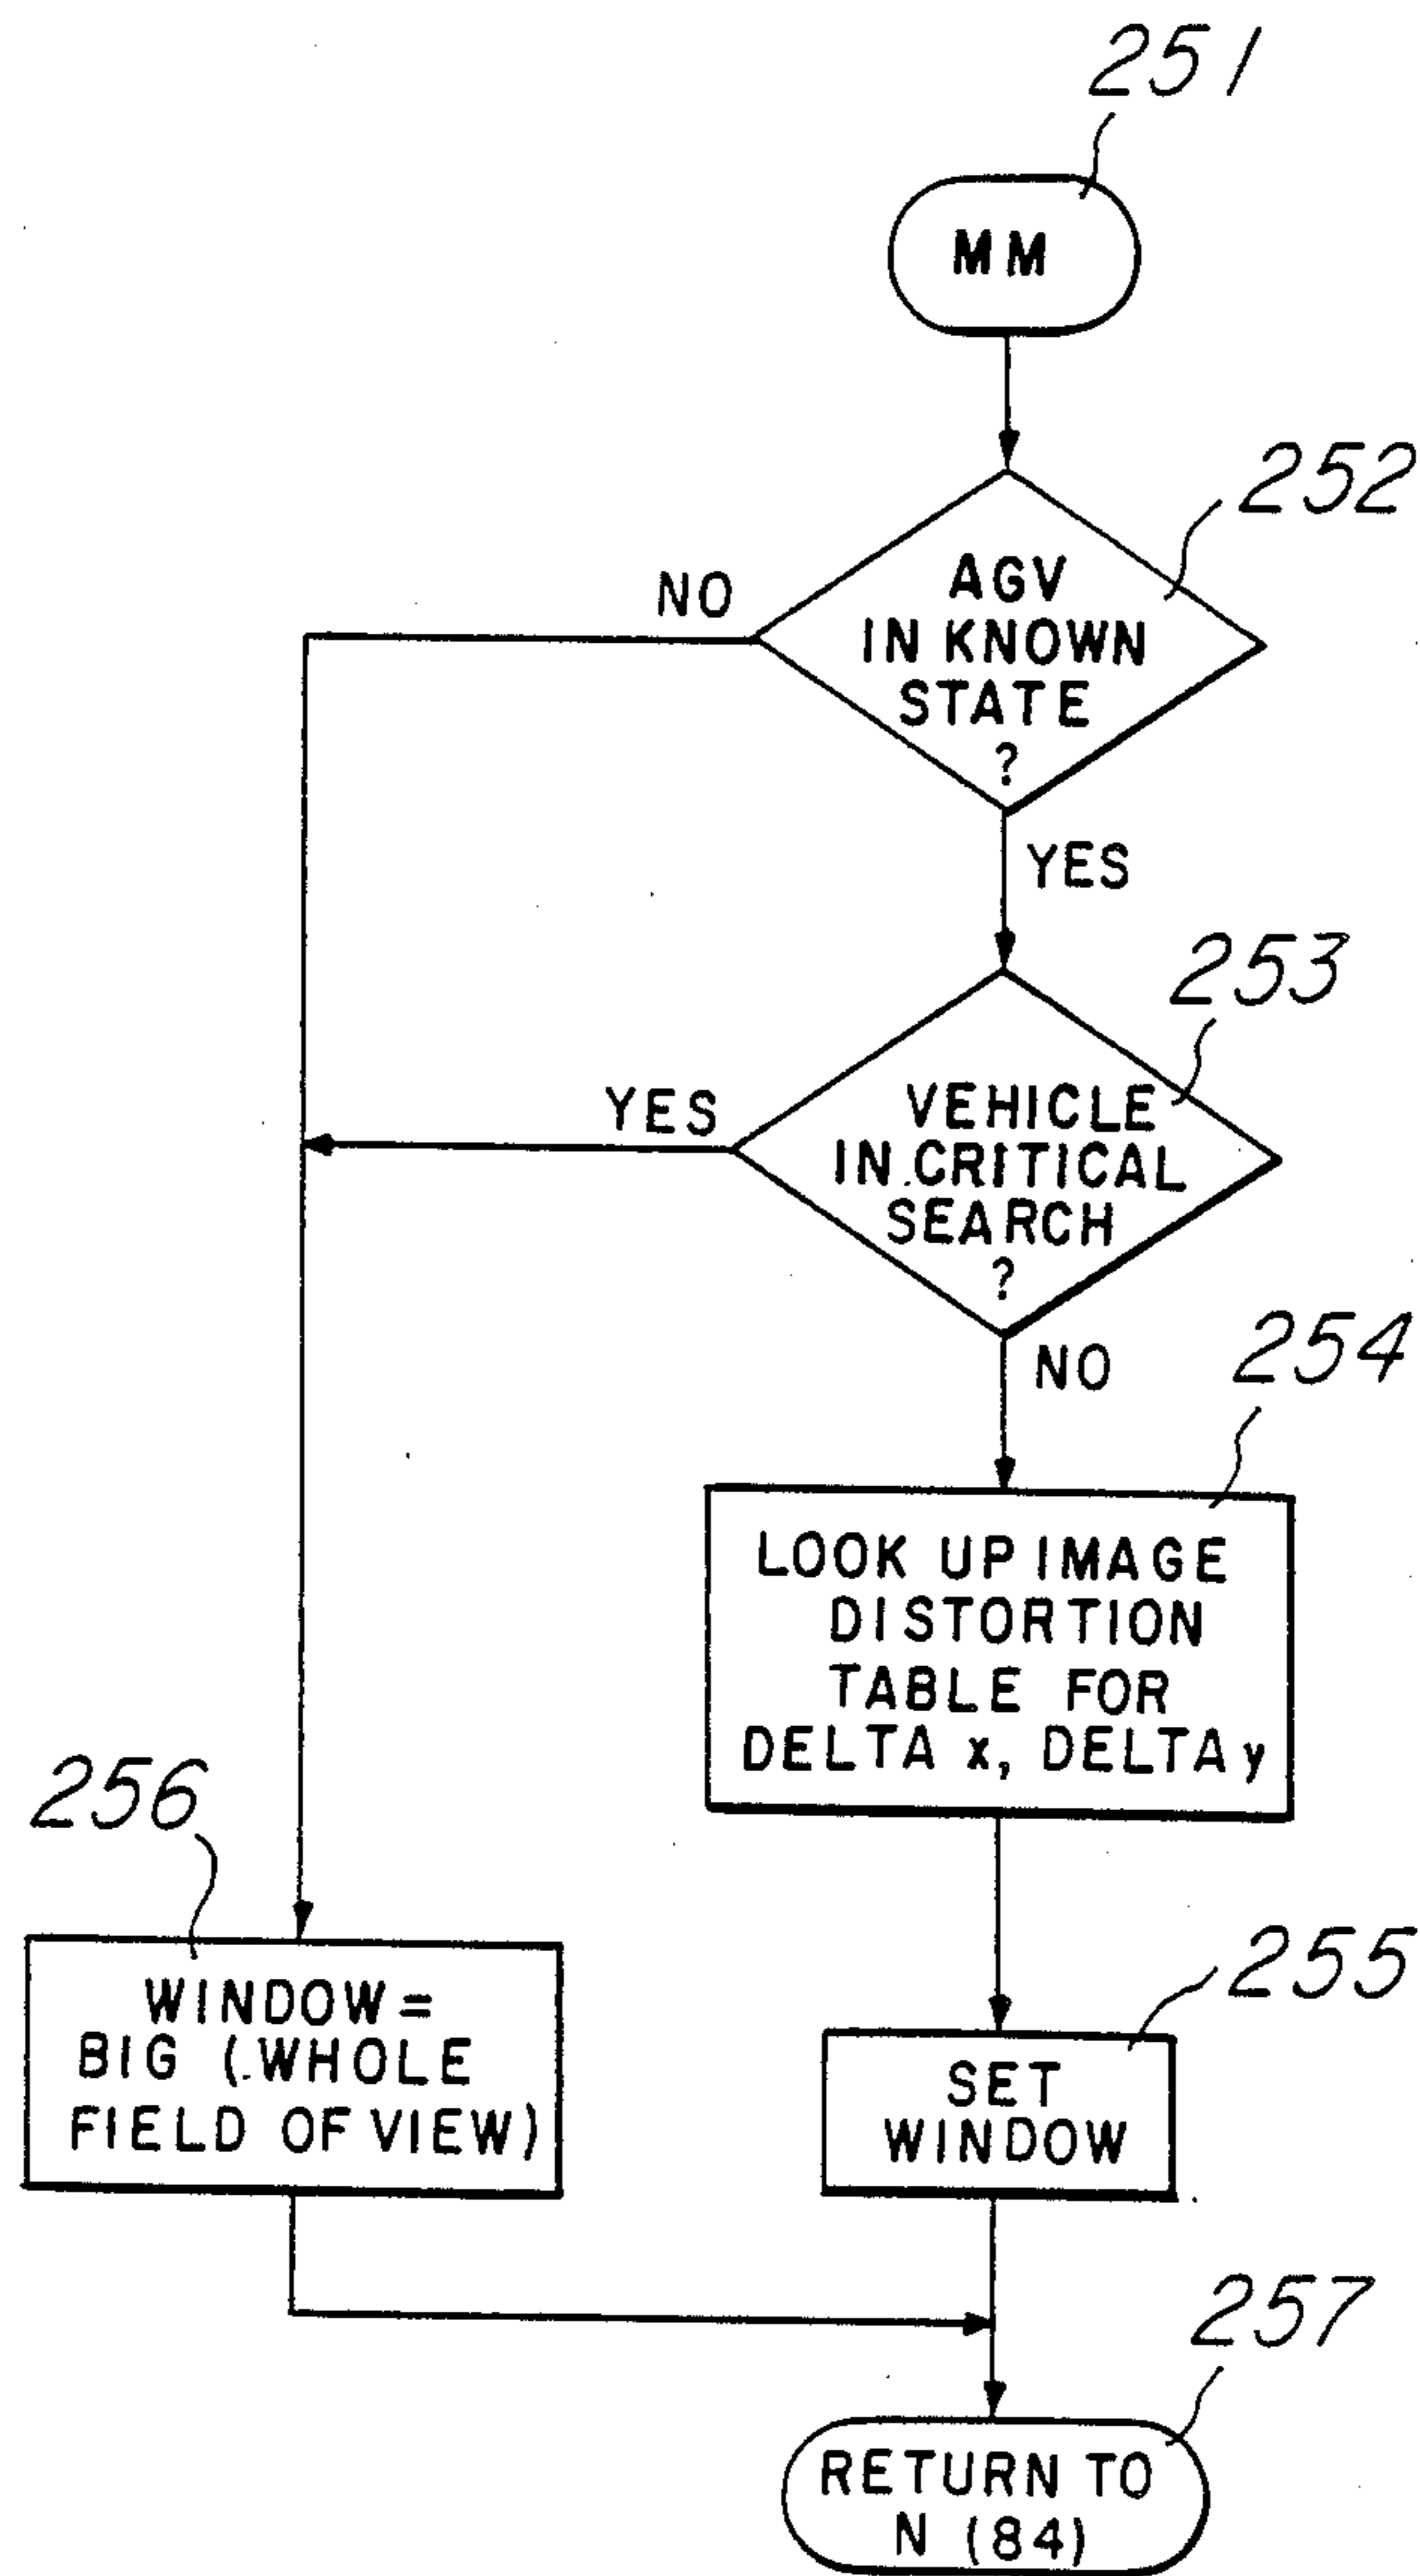 251
MM
252
NO
AGV
IN KNOWN
STATE
?
YES
253
YES
VEHICLE
IN CRITICAL
SEARCH
?
NO
254
LOOK UP IMAGE
DISTORTION
TABLE FOR
DELTA x, DELTA y
256
WINDOW=
BIG (WHOLE
FIELD OF VIEW)
255
SET
WINDOW
257
RETURN TO
N (84)